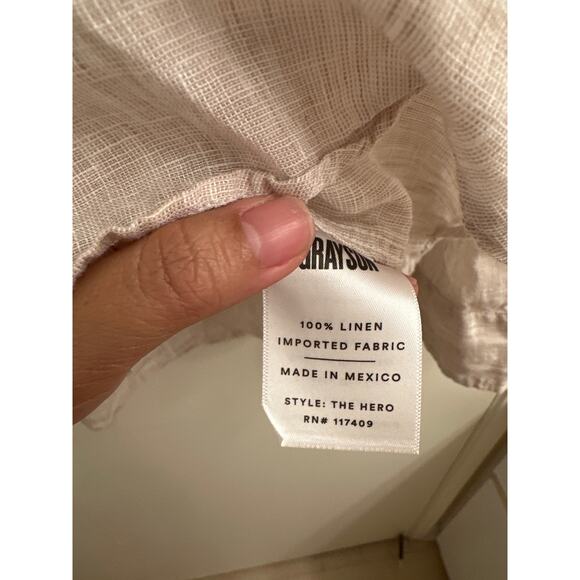 GRAYSON
100% LINEN
IMPORTED FABRIC
MADE IN MEXICO
STYLE: THE HERO
RN# 117409